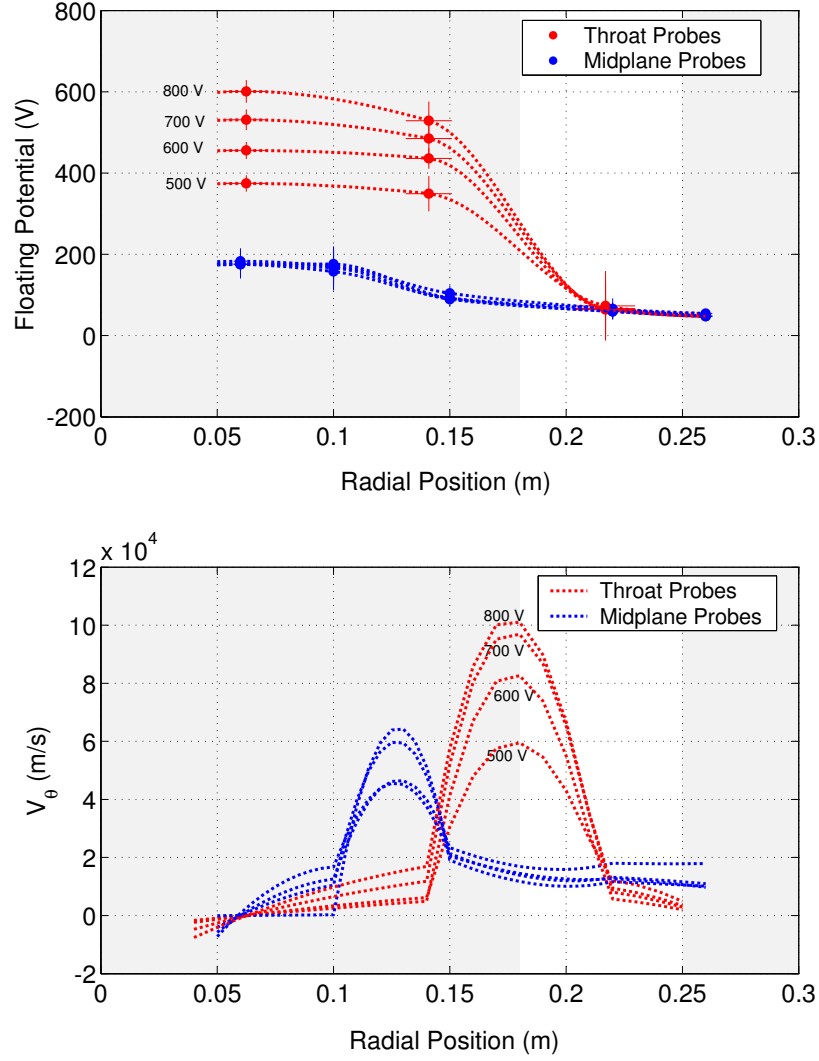 800
600
400
200
0
-200
Floating Potential (V)
Throat Probes
Midplane Probes
800 V
700 V
600 V
500 V
0
0.05
0.1
0.15
0.2
0.25
0.3
Radial Position (m)
x 10^4
12
10
8
6
4
2
0
-2
V_θ (m/s)
Throat Probes
Midplane Probes
800 V
700 V
600 V
500 V
0
0.05
0.1
0.15
0.2
0.25
0.3
Radial Position (m)